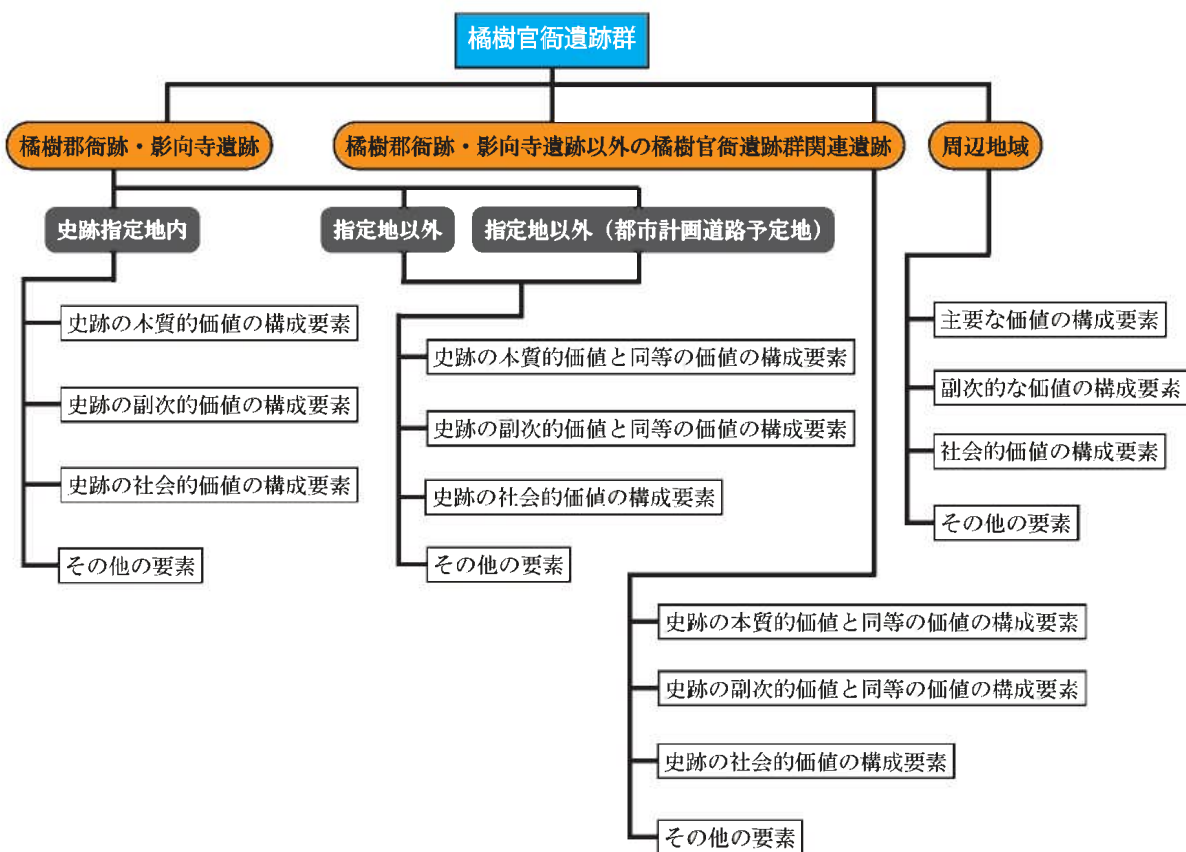 橘樹官衙遺跡群
橘樹郡衙跡・影向寺遺跡
橘樹郡衙跡・影向寺遺跡以外の橘樹官衙遺跡群関連遺跡
周辺地域
史跡指定地内
指定地以外
指定地以外（都市計画道路予定地）
史跡の本質的価値の構成要素
史跡の副次的価値の構成要素
史跡の社会的価値の構成要素
その他の要素
史跡の本質的価値と同等の価値の構成要素
史跡の副次的価値と同等の価値の構成要素
史跡の社会的価値の構成要素
その他の要素
史跡の本質的価値と同等の価値の構成要素
史跡の副次的価値と同等の価値の構成要素
史跡の社会的価値の構成要素
その他の要素
主要な価値の構成要素
副次的な価値の構成要素
社会的価値の構成要素
その他の要素